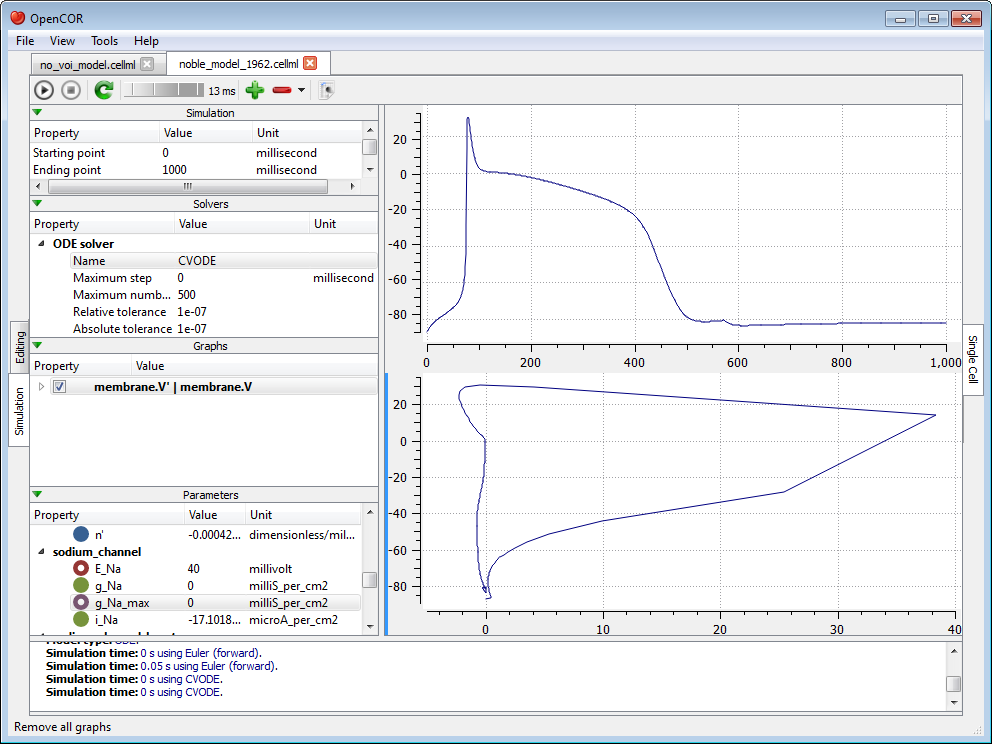 OpenCOR
File View Tools Help
no_voi_model.cellml noble_model_1962.cellml
13 ms
Simulation
Property Value Unit
Starting point 0 millisecond
Ending point 1000 millisecond
Solvers
Property Value Unit
ODE solver
Name CVODE
Maximum step 0 millisecond
Maximum numb... 500
Relative tolerance 1e-07
Absolute tolerance 1e-07
Graphs
Property Value
membrane.V' | membrane.V
Parameters
Property Value Unit
n' -0.00042... dimensionless/mil...
sodium_channel
E_Na 40 millivolt
g_Na 0 milliS_per_cm2
g_Na_max 0 milliS_per_cm2
i_Na -17.1018... microA_per_cm2
Editing
Simulation
20
0
-20
-40
-60
-80
0 200 400 600 800 1,000
20
0
-20
-40
-60
-80
0 10 20 30 40
Single Cell
Simulation time: 0 s using Euler (forward).
Simulation time: 0.05 s using Euler (forward).
Simulation time: 0 s using CVODE.
Simulation time: 0 s using CVODE.
Remove all graphs